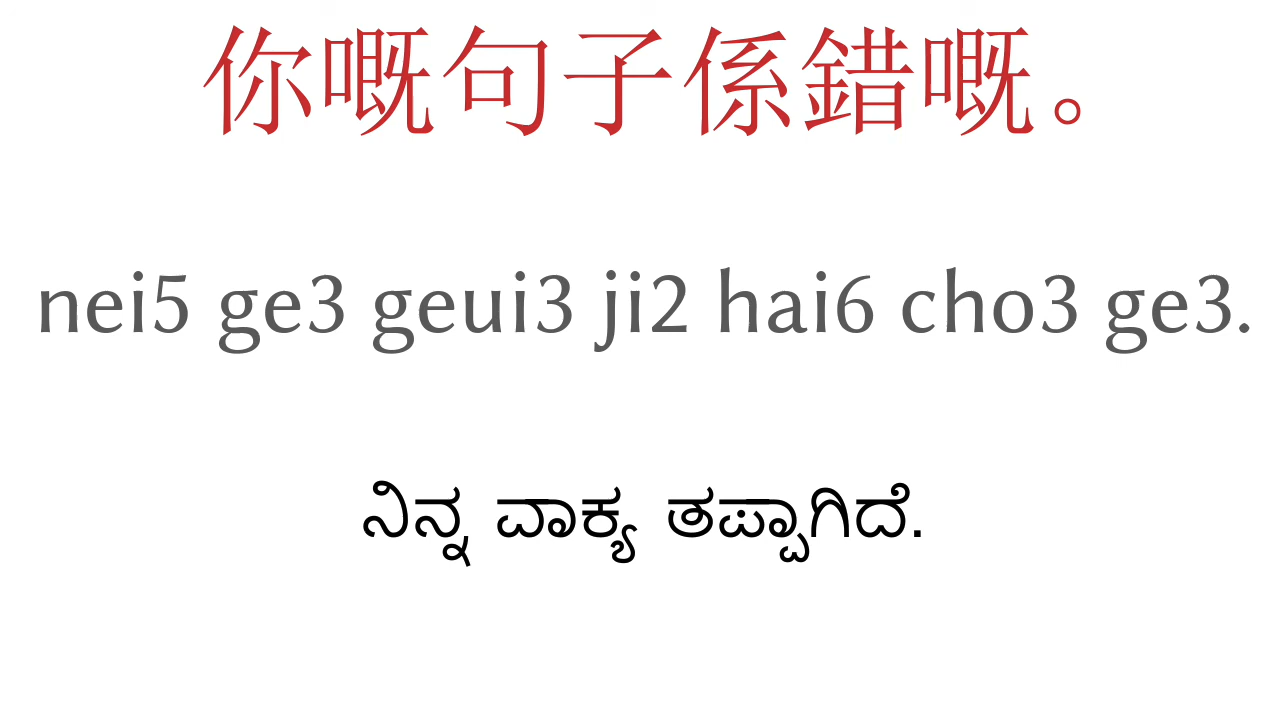 你嘅句子係錯嘅。
nei5 ge3 geui3 ji2 hai6 cho3 ge3.
ನಿನ್ನ ವಾಕ್ಯ ತಪ್ಪಾಗಿದೆ.